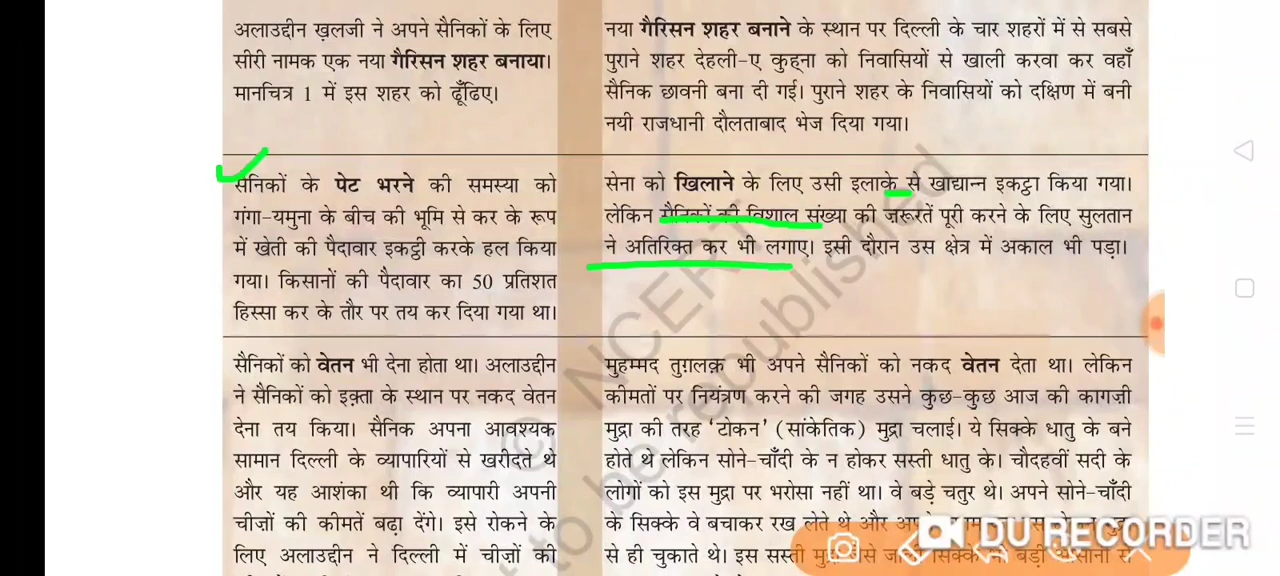 अलाउद्दीन ख़लजी ने अपने सैनिकों के लिए
सीरी नामक एक नया गैरिसन शहर बनाया।
मानचित्र 1 में इस शहर को ढूँढिए।
नया गैरिसन शहर बनाने के स्थान पर दिल्ली के चार शहरों में से सबसे
पुराने शहर देहली-ए कुह्ना को निवासियों से खाली करवा कर वहाँ
सैनिक छावनी बना दी गई। पुराने शहर के निवासियों को दक्षिण में बनी
नयी राजधानी दौलताबाद भेज दिया गया।
सैनिकों के पेट भरने की समस्या को
गंगा-यमुना के बीच की भूमि से कर के रूप
में खेती की पैदावार इकट्ठी करके हल किया
गया। किसानों की पैदावार का 50 प्रतिशत
हिस्सा कर के तौर पर तय कर दिया गया था।
सेना को खिलाने के लिए उसी इलाके से खाद्यान्न इकट्ठा किया गया।
लेकिन सैनिकों की विशाल संख्या की ज़रूरतें पूरी करने के लिए सुलतान
ने अतिरिक्त कर भी लगाए। इसी दौरान उस क्षेत्र में अकाल भी पड़ा।
सैनिकों को वेतन भी देना होता था। अलाउद्दीन
ने सैनिकों को इक़्ता के स्थान पर नकद वेतन
देना तय किया। सैनिक अपना आवश्यक
सामान दिल्ली के व्यापारियों से खरीदते थे
और यह आशंका थी कि व्यापारी अपनी
चीज़ों की कीमतें बढ़ा देंगे। इसे रोकने के
लिए अलाउद्दीन ने दिल्ली में चीज़ों की
मुहम्मद तुग़लक़ भी अपने सैनिकों को नकद वेतन देता था। लेकिन
कीमतों पर नियंत्रण करने की जगह उसने कुछ-कुछ आज की कागज़ी
मुद्रा की तरह ‘टोकन’ (सांकेतिक) मुद्रा चलाई। ये सिक्के धातु के बने
होते थे लेकिन सोने-चाँदी के न होकर सस्ती धातु के। चौदहवीं सदी के
लोगों को इस मुद्रा पर भरोसा नहीं था। वे बड़े चतुर थे। अपने सोने-चाँदी
के सिक्के वे बचाकर रख लेते थे और
से ही चुकाते थे। इस सस्ती
© NCERT
not to be republished
DU RECORDER